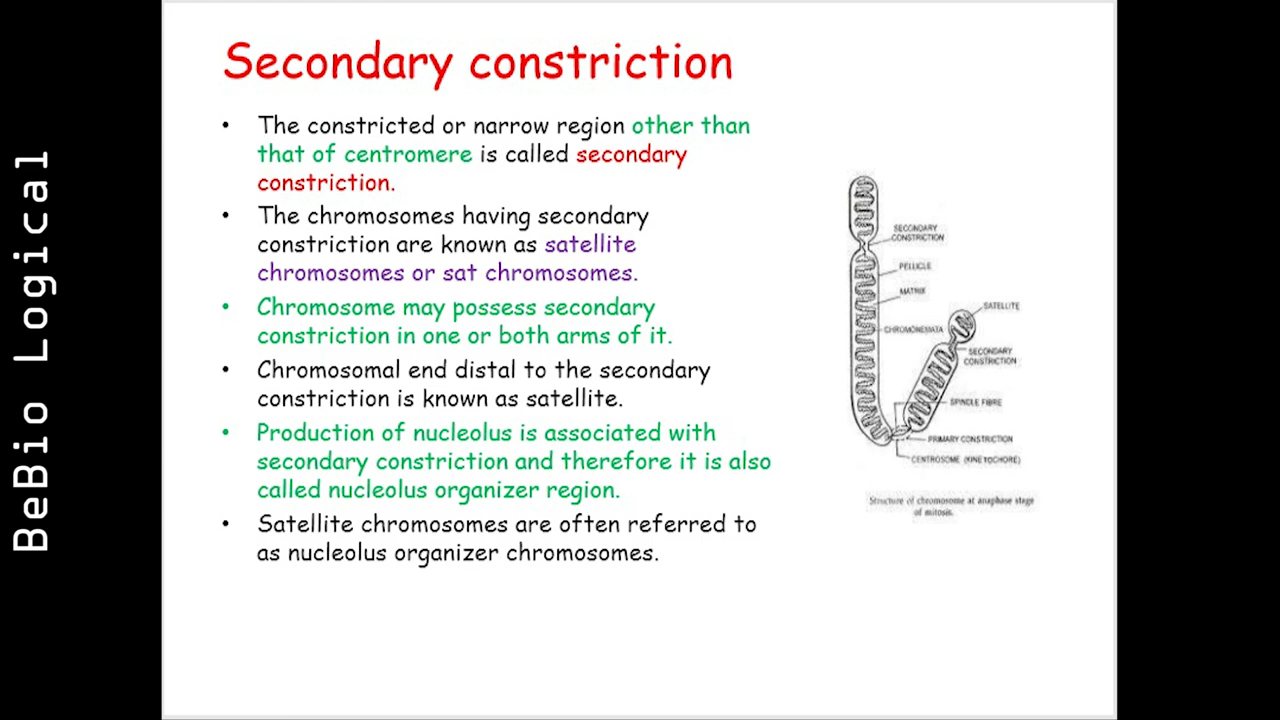 BeBio Logical
Secondary constriction
• The constricted or narrow region other than
that of centromere is called secondary
constriction.
• The chromosomes having secondary
constriction are known as satellite
chromosomes or sat chromosomes.
• Chromosome may possess secondary
constriction in one or both arms of it.
• Chromosomal end distal to the secondary
constriction is known as satellite.
• Production of nucleolus is associated with
secondary constriction and therefore it is also
called nucleolus organizer region.
• Satellite chromosomes are often referred to
as nucleolus organizer chromosomes.
SECONDARY
CONSTRICTION
PELLICLE
MATRIX
SATELLITE
CHROMONEMATA
SECONDARY
CONSTRICTION
SPINDLE FIBRE
PRIMARY CONSTRICTION
CENTROSOME (KINETOCHORE)
Structure of chromosome at anaphase stage
of mitosis.